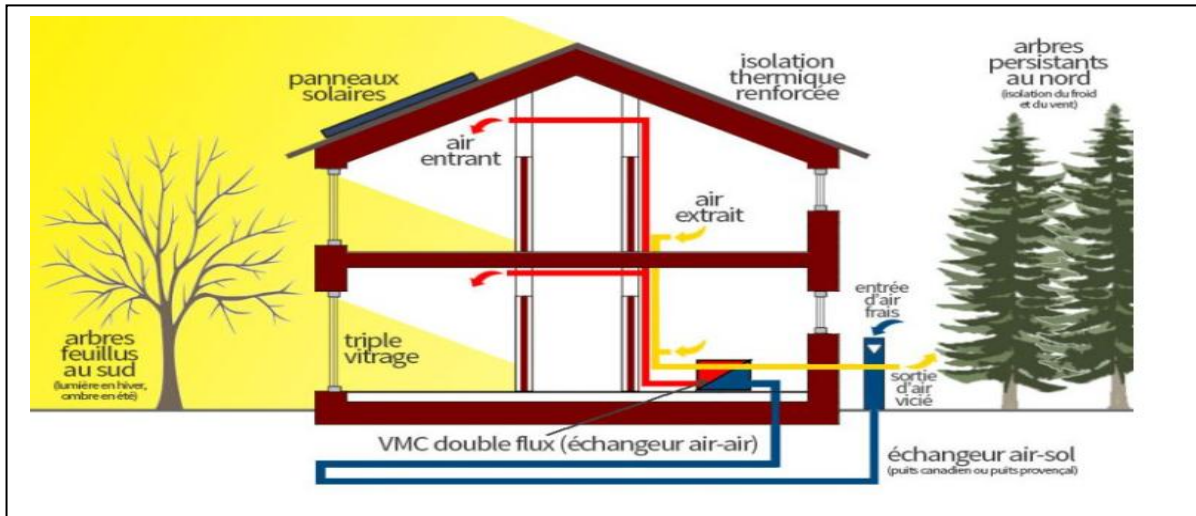 panneaux
solaires
isolation
thermique
renforcée
arbres
persistants
au nord
(isolation du froid
et du vent)
air
entrant
air
extrait
entrée
d'air
frais
arbres
feuillus
au sud
(lumière en hiver,
ombre en été)
triple
vitrage
sortie
d'air
vicié
VMC double flux (échangeur air-air)
échangeur air-sol
(puits canadien ou puits provençal)